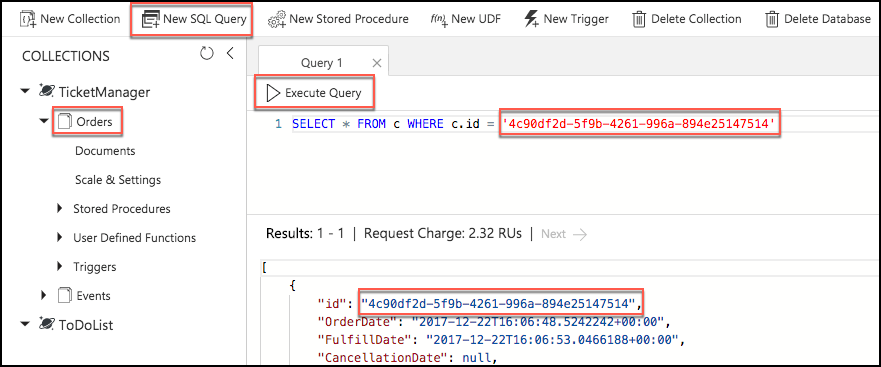 New Collection New SQL Query New Stored Procedure f(n) New UDF New Trigger Delete Collection Delete Database
COLLECTIONS
Query 1
Execute Query
TicketManager
Orders
Documents
Scale & Settings
Stored Procedures
User Defined Functions
Triggers
Events
ToDoList
1 SELECT * FROM c WHERE c.id = '4c90df2d-5f9b-4261-996a-894e25147514'
Results: 1 - 1 | Request Charge: 2.32 RUs | Next
[
{
"id": "4c90df2d-5f9b-4261-996a-894e25147514",
"OrderDate": "2017-12-22T16:06:48.5242242+00:00",
"FulfillDate": "2017-12-22T16:06:53.0466188+00:00",
"CancellationDate": null,